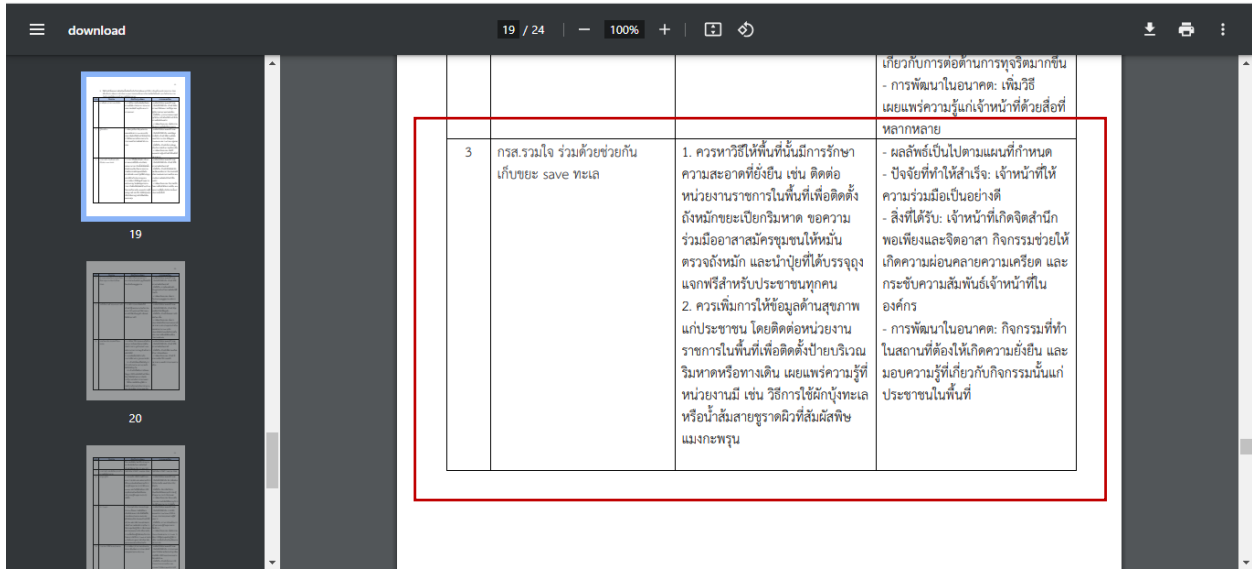 download
19 / 24
100%
เกี่ยวกับการต่อต้านการทุจริตมากขึ้น
- การพัฒนาในอนาคต: เพิ่มวิธี
เผยแพร่ความรู้แก่เจ้าหน้าที่ด้วยสื่อที่
หลากหลาย
3
กรส.รวมใจ ร่วมด้วยช่วยกัน
เก็บขยะ save ทะเล
1. ควรหาวิธีให้พื้นที่นั้นมีการรักษา
ความสะอาดที่ยั่งยืน เช่น ติดต่อ
หน่วยงานราชการในพื้นที่เพื่อติดตั้ง
ถังหมักขยะเปียกริมหาด ขอความ
ร่วมมืออาสาสมัครชุมชนให้หมั่น
ตรวจถังหมัก และนำปุ๋ยที่ได้บรรจุถุง
แจกฟรีสำหรับประชาชนทุกคน
2. ควรเพิ่มการให้ข้อมูลด้านสุขภาพ
แก่ประชาชน โดยติดต่อหน่วยงาน
ราชการในพื้นที่เพื่อติดตั้งป้ายบริเวณ
ริมหาดหรือทางเดิน เผยแพร่ความรู้ที่
หน่วยงานมี เช่น วิธีการใช้ผักบุ้งทะเล
หรือน้ำส้มสายชูราดผิวที่สัมผัสพิษ
แมงกะพรุน
- ผลลัพธ์เป็นไปตามแผนที่กำหนด
- ปัจจัยที่ทำให้สำเร็จ: เจ้าหน้าที่ให้
ความร่วมมือเป็นอย่างดี
- สิ่งที่ได้รับ: เจ้าหน้าที่เกิดจิตสำนึก
พอเพียงและจิตอาสา กิจกรรมช่วยให้
เกิดความผ่อนคลายความเครียด และ
กระชับความสัมพันธ์เจ้าหน้าที่ใน
องค์กร
- การพัฒนาในอนาคต: กิจกรรมที่ทำ
ในสถานที่ต้องให้เกิดความยั่งยืน และ
มอบความรู้ที่เกี่ยวกับกิจกรรมนั้นแก่
ประชาชนในพื้นที่
19
20